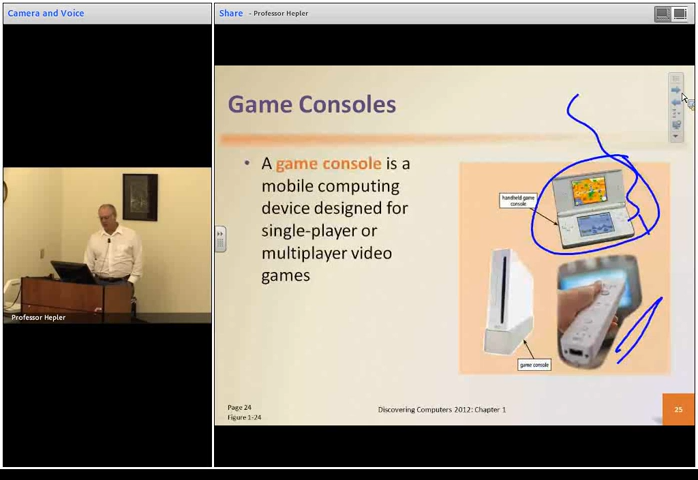 Camera and Voice
Share - Professor Hepler
Game Consoles
• A game console is a
mobile computing
device designed for
single-player or
multiplayer video
games
handheld game
console
game console
Professor Hepler
Page 24
Figure 1-24
Discovering Computers 2012: Chapter 1
25